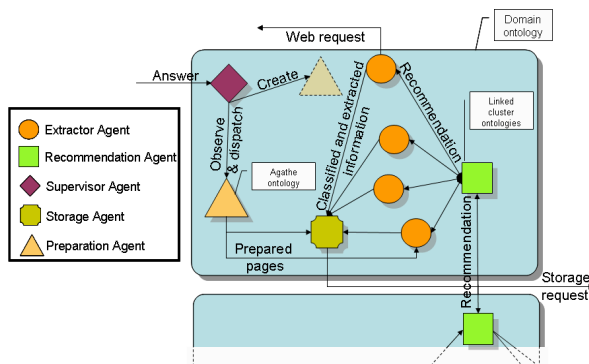 Web request
Domain
ontology
Answer
Create
Classified and extracted
information
Recommendation
Linked
cluster ontologies
Extractor Agent
Recommendation Agent
Supervisor Agent
Storage Agent
Preparation Agent
Observe
& dispatch
Agathe
ontology
Prepared
pages
Recommendation
Storage
request